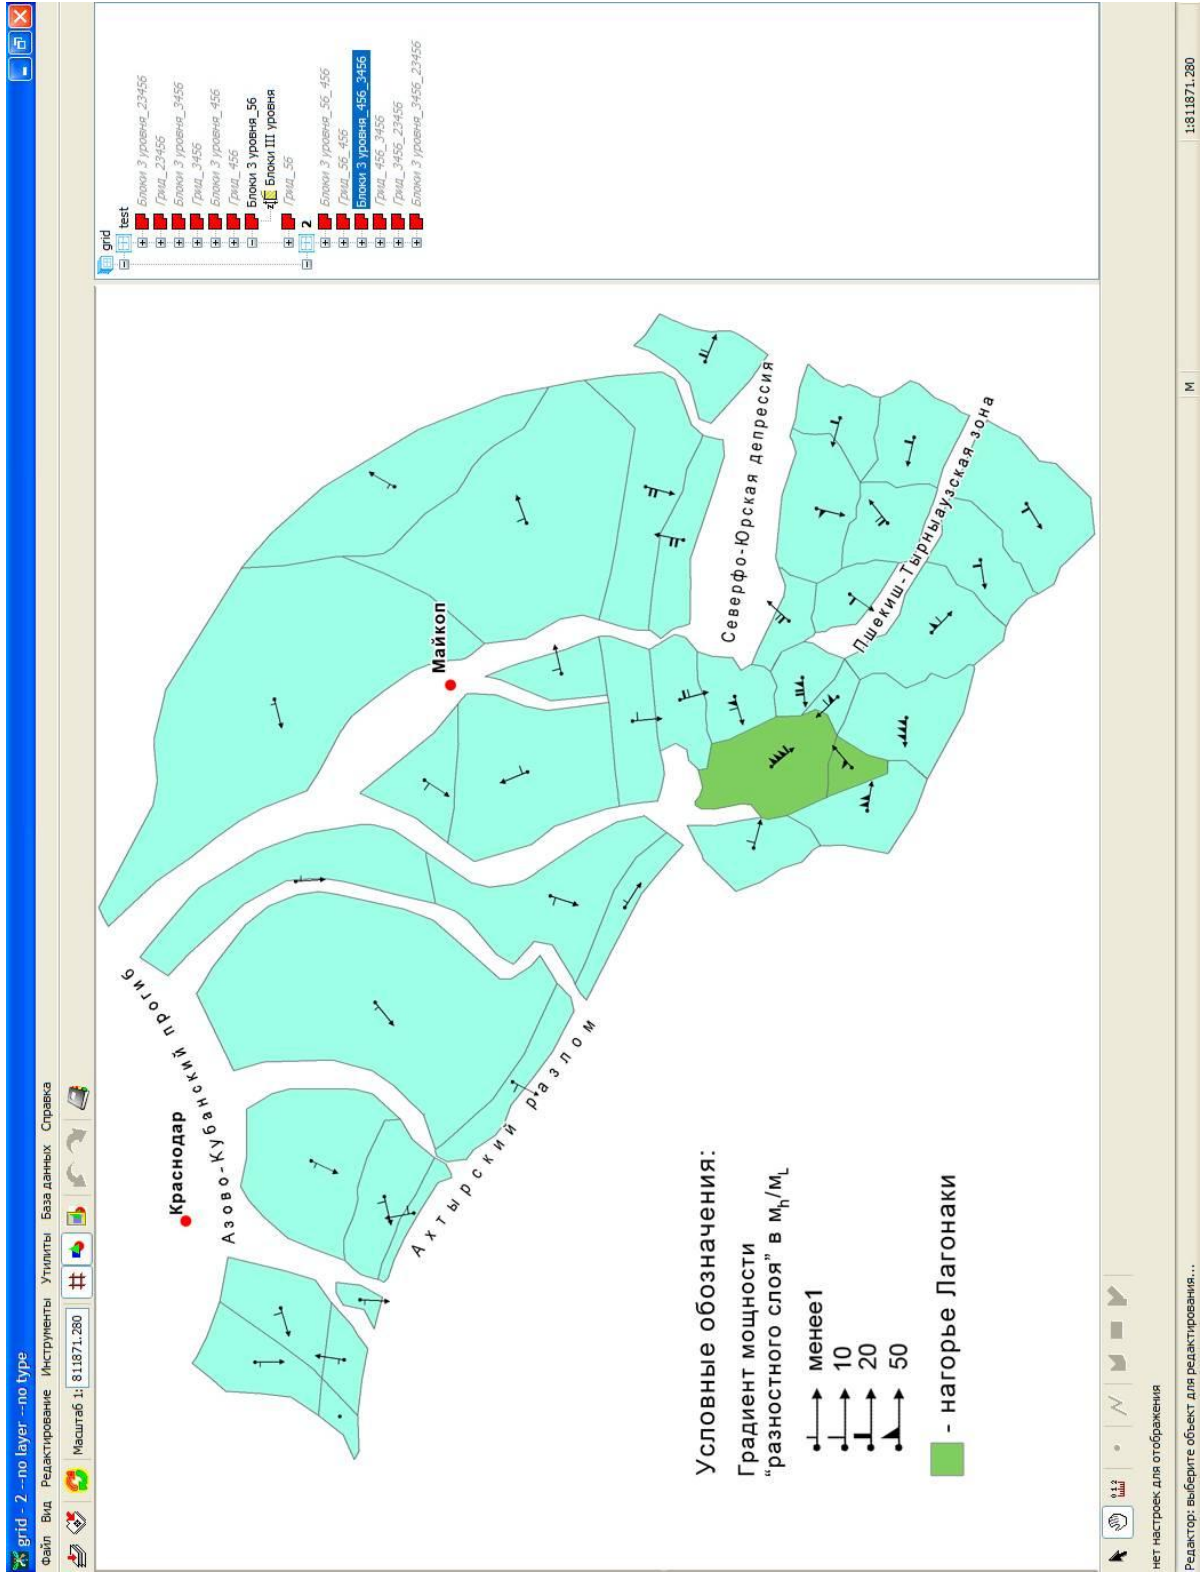 grid - 2 --no layer --no type
Файл Вид Редактирование Инструменты Утилиты База данных Справка
Масштаб 1: 811871.280
Краснодар
Азово-Кубанский прогиб
Майкоп
Ахтырский разлом
Северфо-Юрская депрессия
Пшекиш-Тырныаузская зона
Условные обозначения:
Градиент мощности
"разностного слоя" в мh/мL
менее1
10
20
50
- нагорье Лагонаки
grid
test
Блоки 3 уровня_23456
Грид_23456
Блоки 3 уровня_3456
Грид_3456
Блоки 3 уровня_456
Грид_456
Блоки 3 уровня_56
Блоки III уровня
Грид_56
2
Блоки 3 уровня_56_456
Грид_56_456
Блоки 3 уровня_456_3456
Грид_456_3456
Грид_3456_23456
Блоки 3 уровня_3456_23456
нет настроек для отображения
Редактор: выберите объект для редактирования...
М
1:811871.280